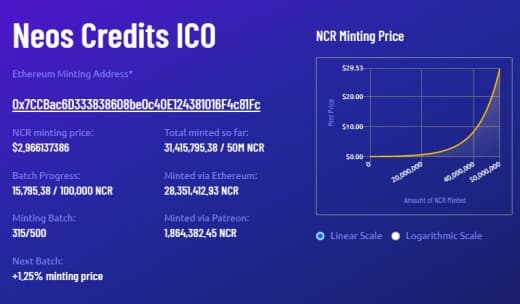 Neos Credits ICO
Ethereum Minting Address*
0x7CCBac6D333838608be0c40E124381016F4c81Fc
NCR minting price:
$2,966137386
Total minted so far:
31,415,795,38 / 50M NCR
Batch Progress:
15,795,38 / 100,000 NCR
Minted via Ethereum:
28,351,412,93 NCR
Minting Batch:
315/500
Minted via Patreon:
1,864,382,45 NCR
Next Batch:
+1,25% minting price
NCR Minting Price
$29.53
$20.00
$10.00
$0.00
Mint Price
0
20,000,000
40,000,000
50,000,000
Amount of NCR Minted
Linear Scale
Logarithmic Scale